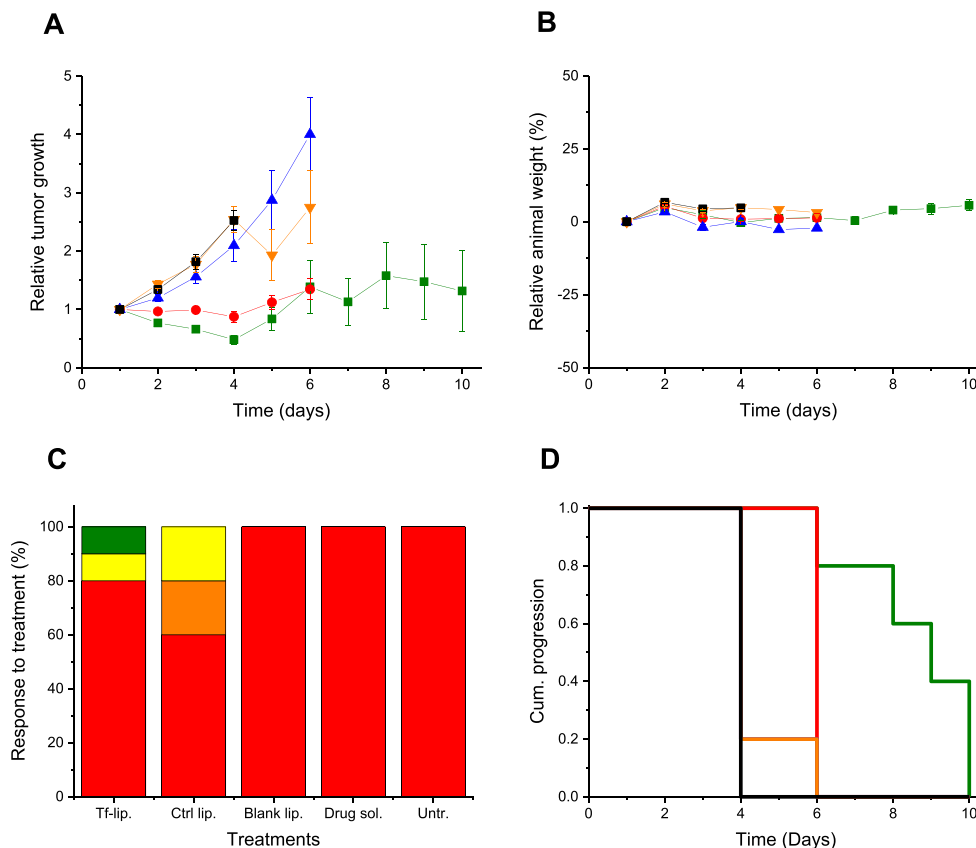 A
Relative tumor growth
5
4
3
2
1
0
0 2 4 6 8 10
Time (days)
B
Relative animal weight (%)
50
25
0
-25
-50
0 2 4 6 8 10
Time (days)
C
Response to treatment (%)
100
80
60
40
20
0
Tf-lip. Ctrl lip. Blank lip. Drug sol. Untr.
Treatments
D
Cum. progression
1.0
0.8
0.6
0.4
0.2
0.0
0 2 4 6 8 10
Time (Days)